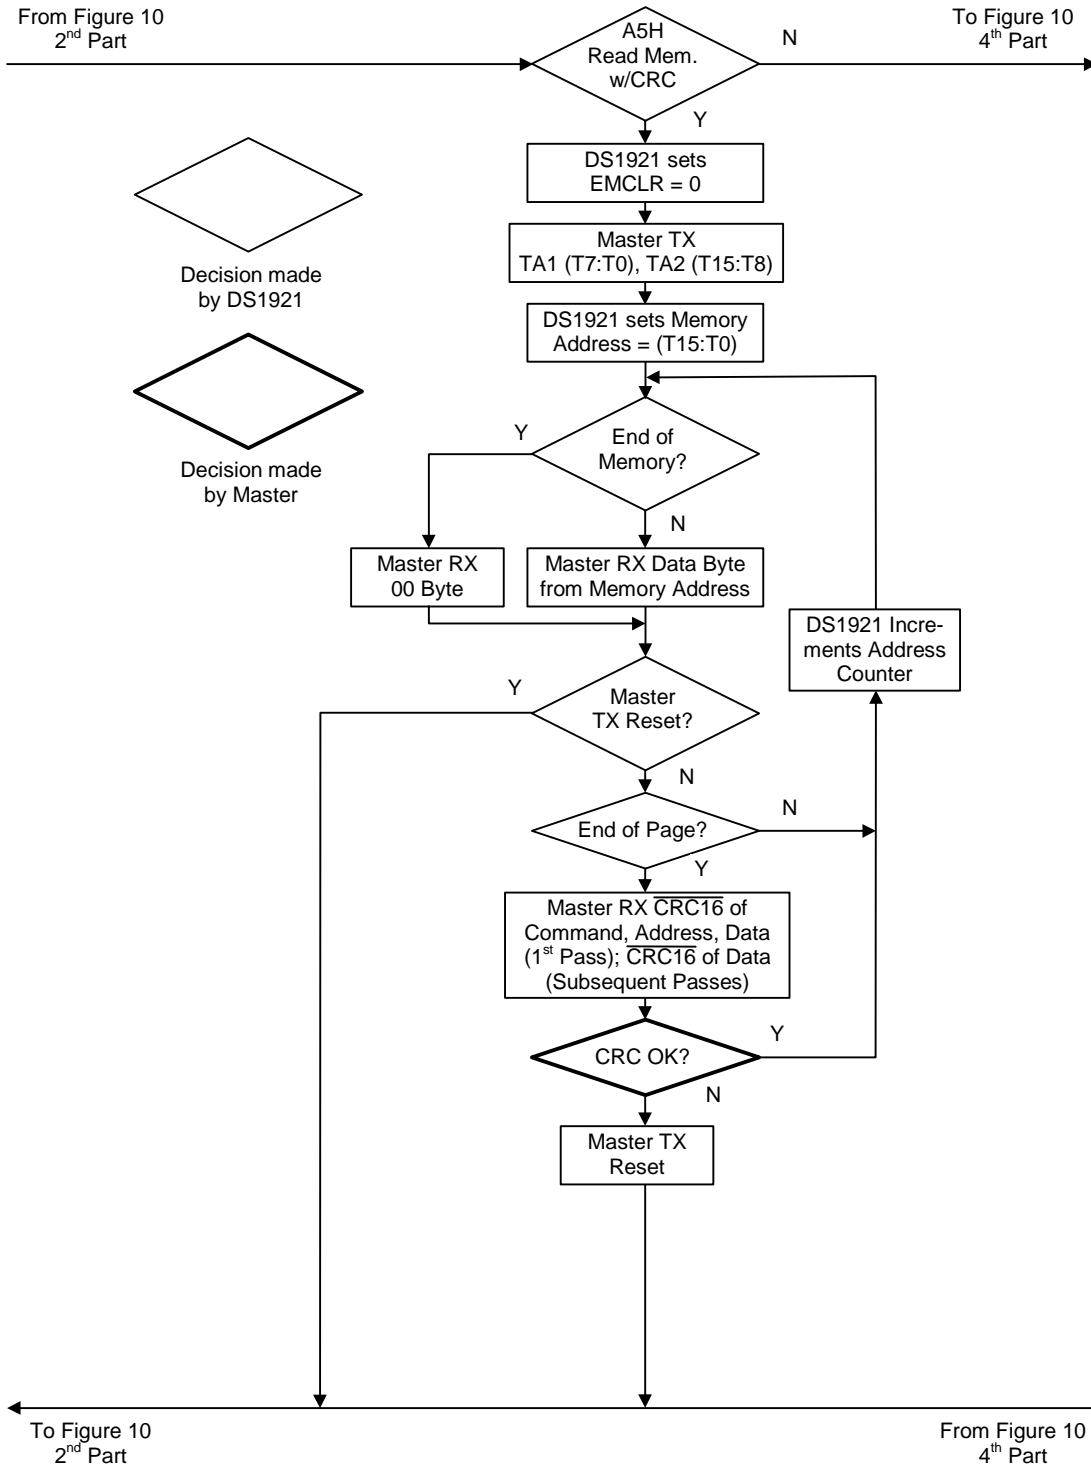 From Figure 10
2nd Part
To Figure 10
4th Part
A5H
Read Mem.
w/CRC
N
Y
DS1921 sets
EMCLR = 0
Master TX
TA1 (T7:T0), TA2 (T15:T8)
Decision made
by DS1921
DS1921 sets Memory
Address = (T15:T0)
Decision made
by Master
Y
End of
Memory?
N
Master RX
00 Byte
Master RX Data Byte
from Memory Address
DS1921 Incre-
ments Address
Counter
Y
Master
TX Reset?
N
End of Page?
N
Y
Master RX CRC16 of
Command, Address, Data
(1st Pass); CRC16 of Data
(Subsequent Passes)
CRC OK?
Y
N
Master TX
Reset
To Figure 10
2nd Part
From Figure 10
4th Part